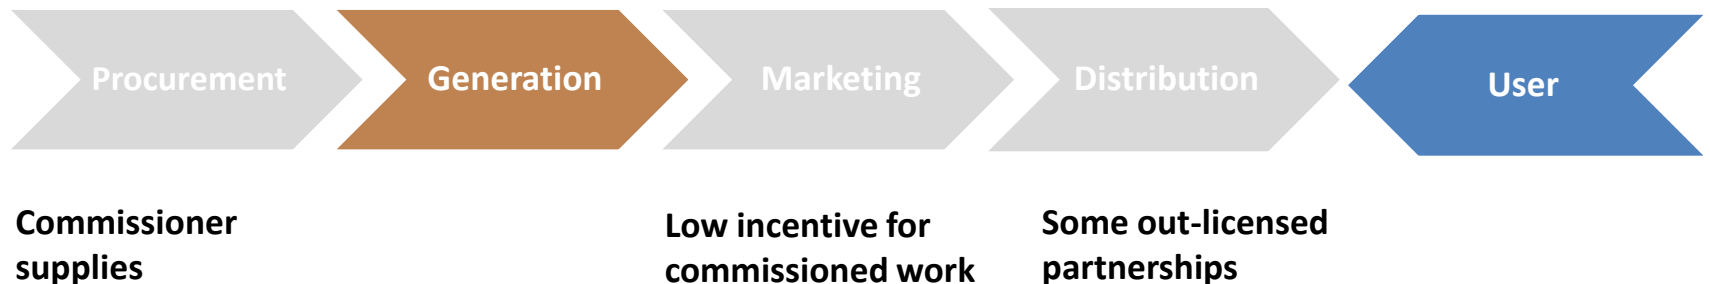 Procurement
Generation
Marketing
Distribution
User
Commissioner
supplies
Low incentive for
commissioned work
Some out-licensed
partnerships